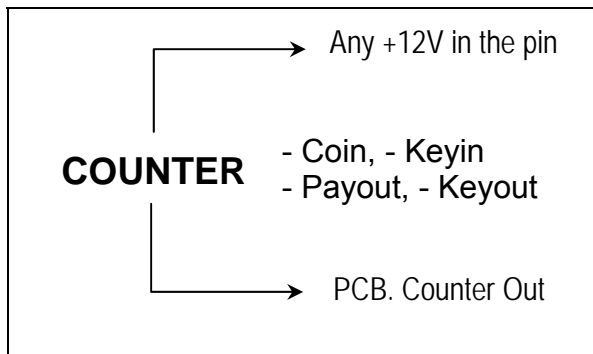 Any +12V in the pin
COUNTER
- Coin, - Keyin
- Payout, - Keyout
PCB. Counter Out